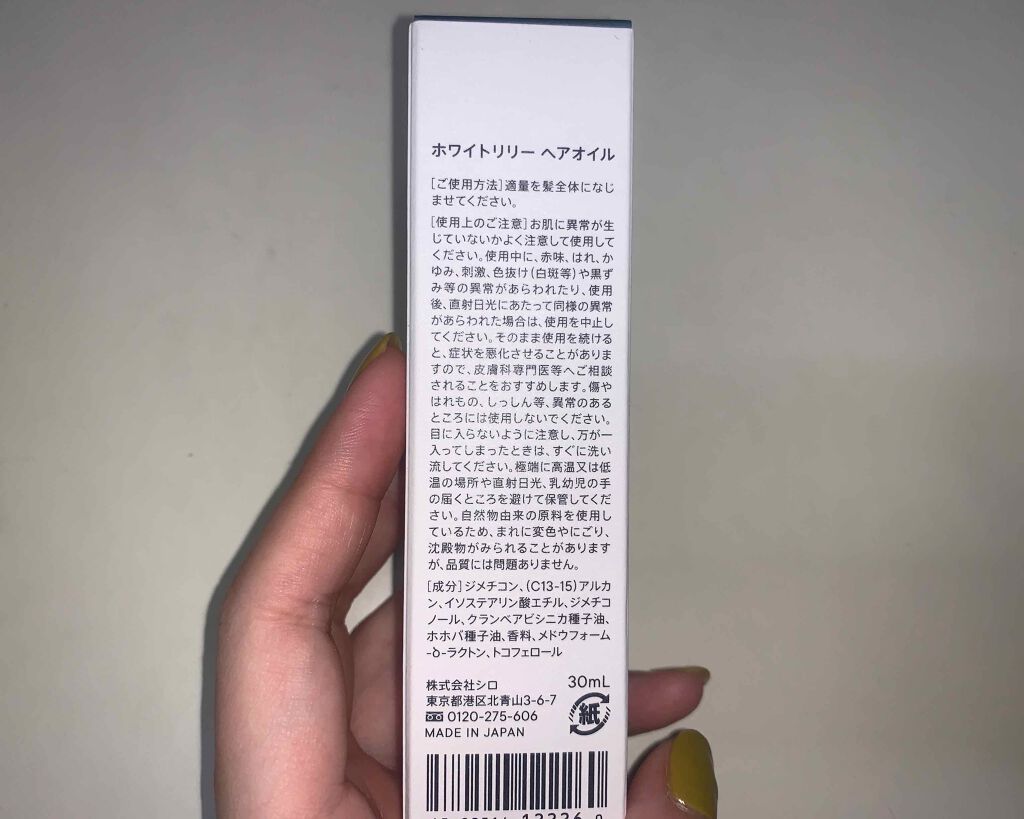 ホワイトリリー ヘアオイル
[ご使用方法]適量を髪全体になじ
ませてください。
[使用上のご注意]お肌に異常が生
じていないかよく注意して使用して
ください。使用中に、赤味、はれ、か
ゆみ、刺激、色抜け(白斑等)や黒ず
み等の異常があらわれたり、使用
後、直射日光にあたって同様の異常
があらわれた場合は、使用を中止し
てください。そのまま使用を続ける
と、症状を悪化させることがありま
すので、皮膚科専門医等へご相談
されることをおすすめします。傷や
はれもの、しっしん等、異常のある
ところには使用しないでください。
目に入らないように注意し、万が一
入ってしまったときは、すぐに洗い
流してください。極端に高温又は低
温の場所や直射日光、乳幼児の手
の届くところを避けて保管してくだ
さい。自然物由来の原料を使用し
ているため、まれに変色やにごり、
沈殿物がみられることがあります
が、品質には問題ありません。
[成分]ジメチコン、(C13-15)アルカ
ン、イソステアリン酸エチル、ジメチコ
ノール、クランベアビシニカ種子油、
ホホバ種子油、香料、メドウフォーム
-δ-ラクトン、トコフェロール
株式会社シロ 30mL
東京都港区北青山3-6-7
0120-275-606 紙
MADE IN JAPAN